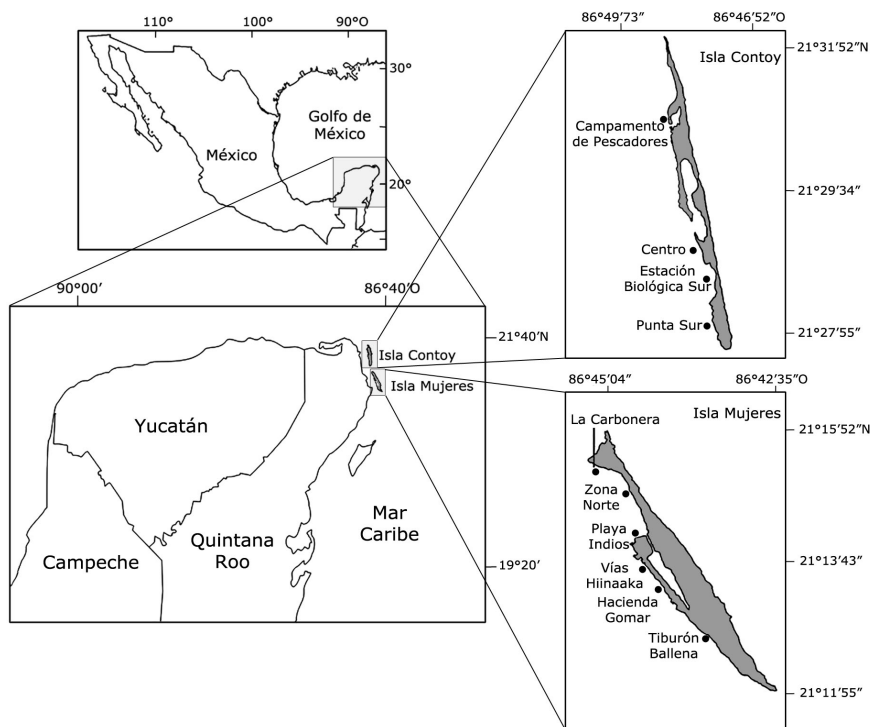 110°
100°
90°O
30°
20°
Golfo de
México
México
90°00′
86°40′
21°40′N
19°20′
Isla Contoy
Isla Mujeres
Yucatán
Campeche
Quintana
Roo
Mar
Caribe
86°49′73″
86°46′52″O
Isla Contoy
21°31′52″N
21°29′34″
21°27′55″
Campamento
de Pescadores
Centro
Estación
Biológica Sur
Punta Sur
86°45′04″
86°42′35″O
Isla Mujeres
21°15′52″N
21°13′43″
21°11′55″
La Carbonera
Zona
Norte
Playa
Indios
Vías
Hiinaaka
Hacienda
Gomar
Tiburón
Ballena